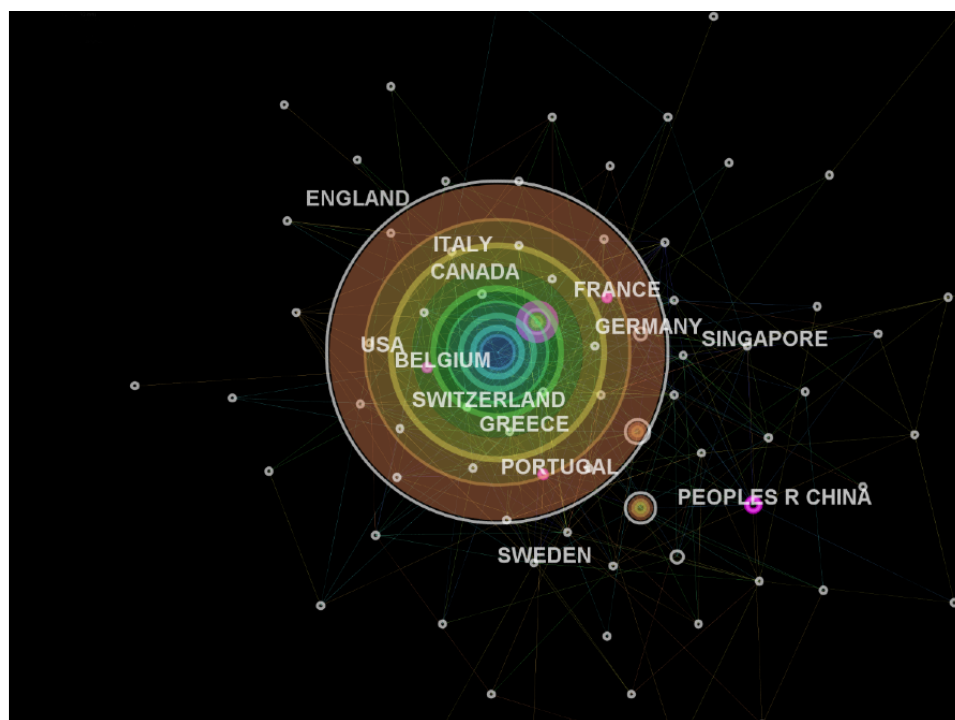 ENGLAND
ITALY
CANADA
FRANCE
GERMANY
SINGAPORE
USA
BELGIUM
SWITZERLAND
GREECE
PORTUGAL
PEOPLES R CHINA
SWEDEN